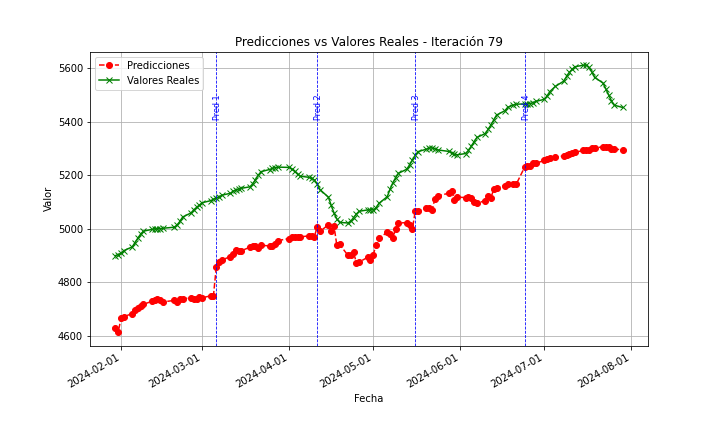 Predicciones vs Valores Reales - Iteración 79
Predicciones
Valores Reales
Pred 1
Pred 2
Pred 3
Pred 4
Valor
5600
5400
5200
5000
4800
4600
2024-02-01
2024-03-01
2024-04-01
2024-05-01
2024-06-01
2024-07-01
2024-08-01
Fecha